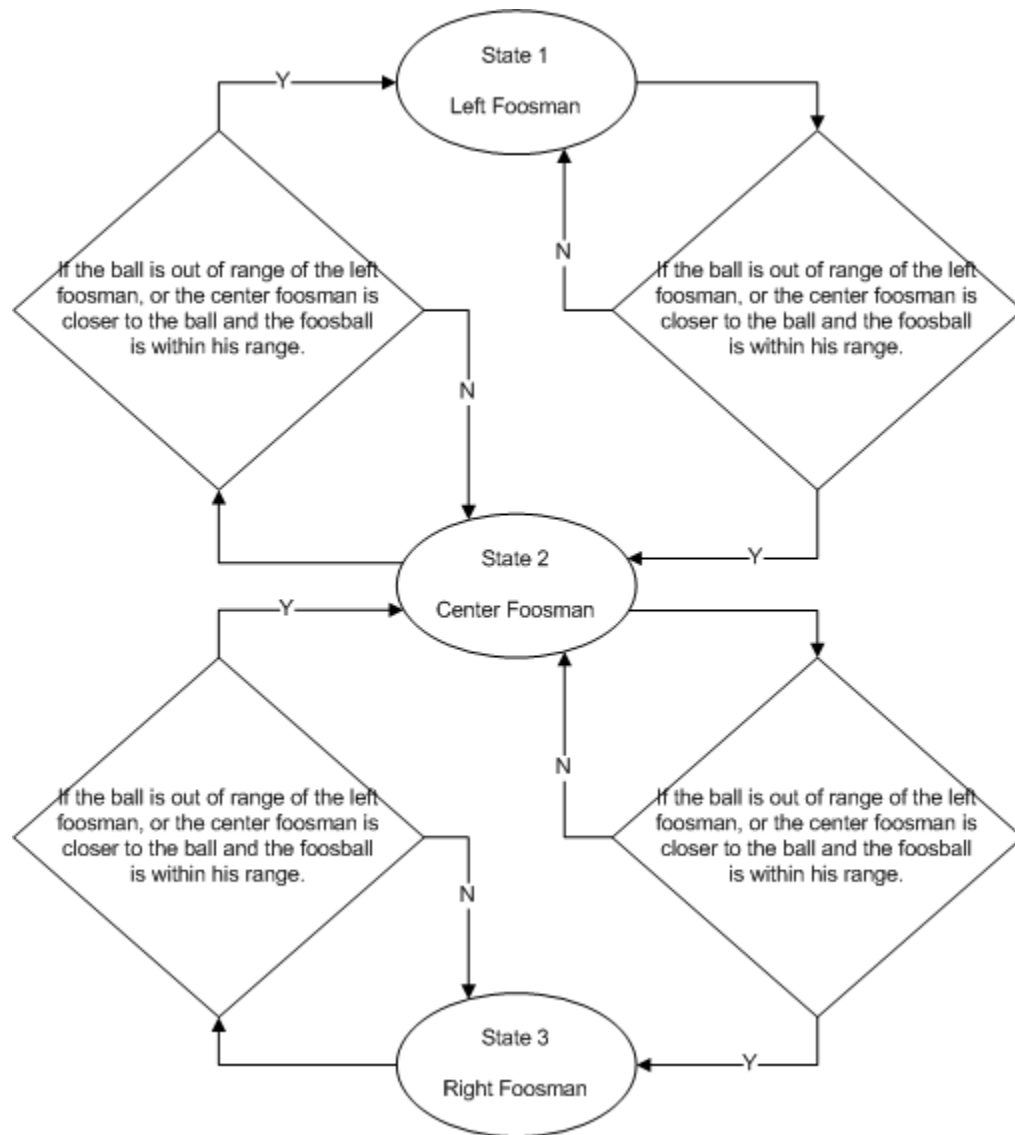 State 1
Left Foosman
Y
N
If the ball is out of range of the left
foosman, or the center foosman is
closer to the ball and the foosball
is within his range.
If the ball is out of range of the left
foosman, or the center foosman is
closer to the ball and the foosball
is within his range.
N
Y
State 2
Center Foosman
Y
N
If the ball is out of range of the left
foosman, or the center foosman is
closer to the ball and the foosball
is within his range.
If the ball is out of range of the left
foosman, or the center foosman is
closer to the ball and the foosball
is within his range.
N
Y
State 3
Right Foosman